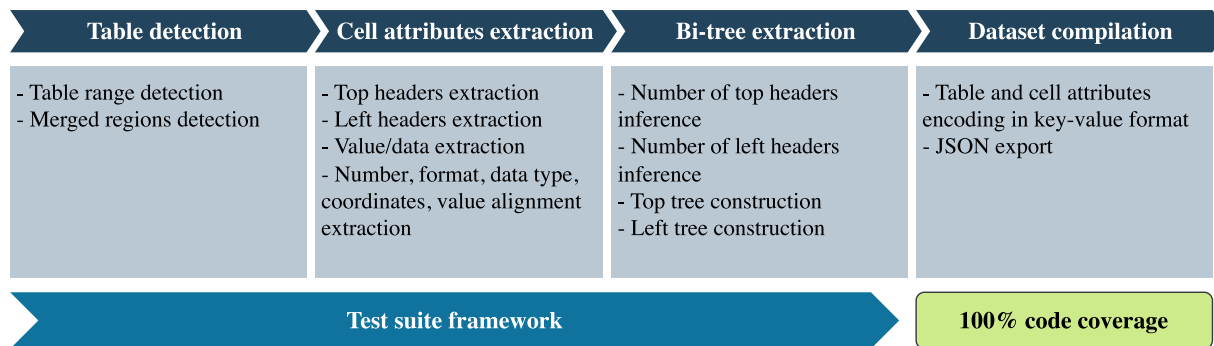 Table detection
Cell attributes extraction
Bi-tree extraction
Dataset compilation
- Table range detection
- Merged regions detection
- Top headers extraction
- Left headers extraction
- Value/data extraction
- Number, format, data type,
coordinates, value alignment
extraction
- Number of top headers
inference
- Number of left headers
inference
- Top tree construction
- Left tree construction
- Table and cell attributes
encoding in key-value format
- JSON export
Test suite framework
100% code coverage